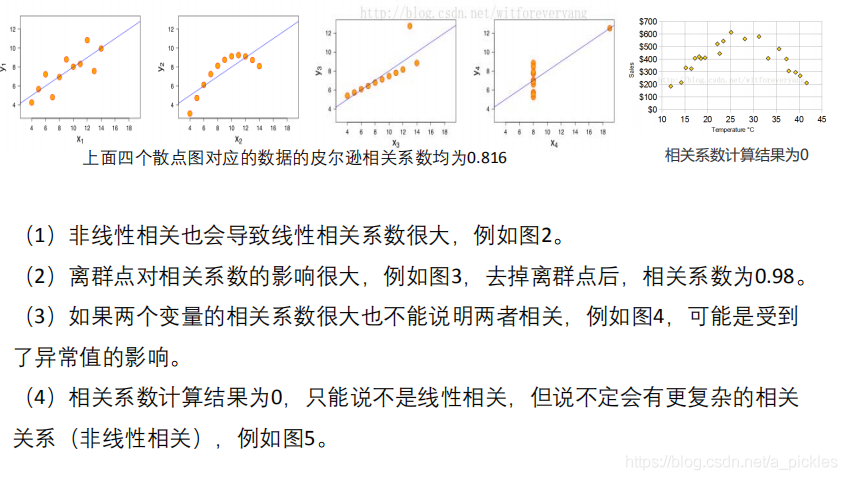 http://blog.csdn.net/witforeveryang
12
10
8
6
4
y1
4 6 8 10 12 14 16 18
x1
12
10
8
6
4
y2
4 6 8 10 12 14 16 18
x2
12
10
8
6
4
y3
4 6 8 10 12 14 16 18
x3
12
10
8
6
4
y4
4 6 8 10 12 14 16 18
x4
$700
$600
$500
$400
$300
$200
$100
$0
Sales
http://blog.csdn.net/witforeveryang
10 15 20 25 30 35 40 45
Temperature °C
上面四个散点图对应的数据的皮尔逊相关系数均为0.816
相关系数计算结果为0
（1）非线性相关也会导致线性相关系数很大，例如图2。
（2）离群点对相关系数的影响很大，例如图3，去掉离群点后，相关系数为0.98。
（3）如果两个变量的相关系数很大也不能说明两者相关，例如图4，可能是受到
了异常值的影响。
（4）相关系数计算结果为0，只能说不是线性相关，但说不定会有更复杂的相关
关系（非线性相关），例如图5。
https://blog.csdn.net/a_pickles